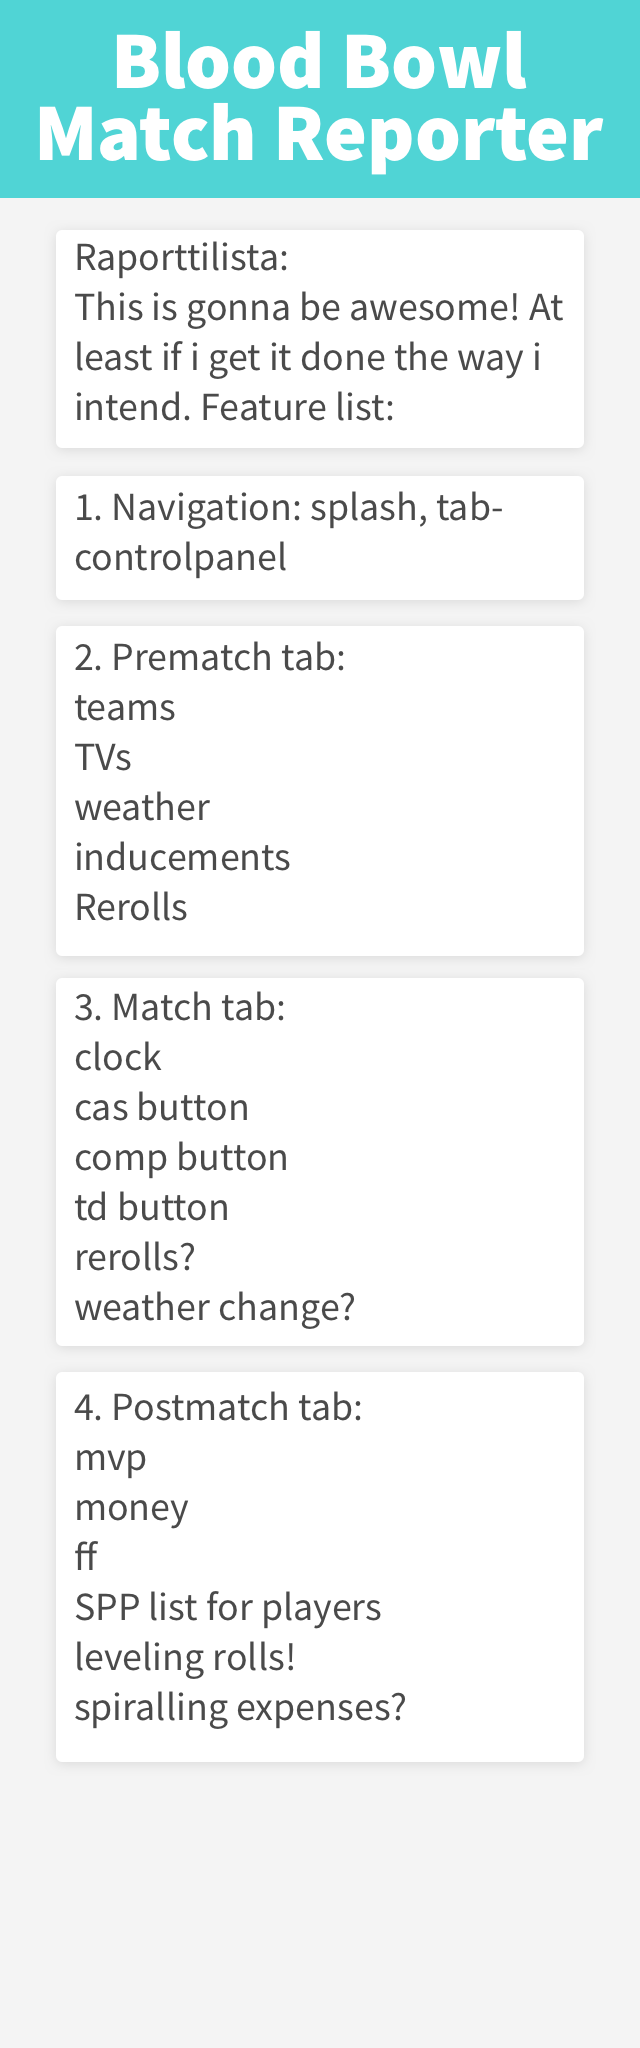 Blood Bowl
Match Reporter
Raporttilista:
This is gonna be awesome! At
least if i get it done the way i
intend. Feature list:
1. Navigation: splash, tab-
controlpanel
2. Prematch tab:
teams
TVs
weather
inducements
Rerolls
3. Match tab:
clock
cas button
comp button
td button
rerolls?
weather change?
4. Postmatch tab:
mvp
money
ff
SPP list for players
leveling rolls!
spiralling expenses?